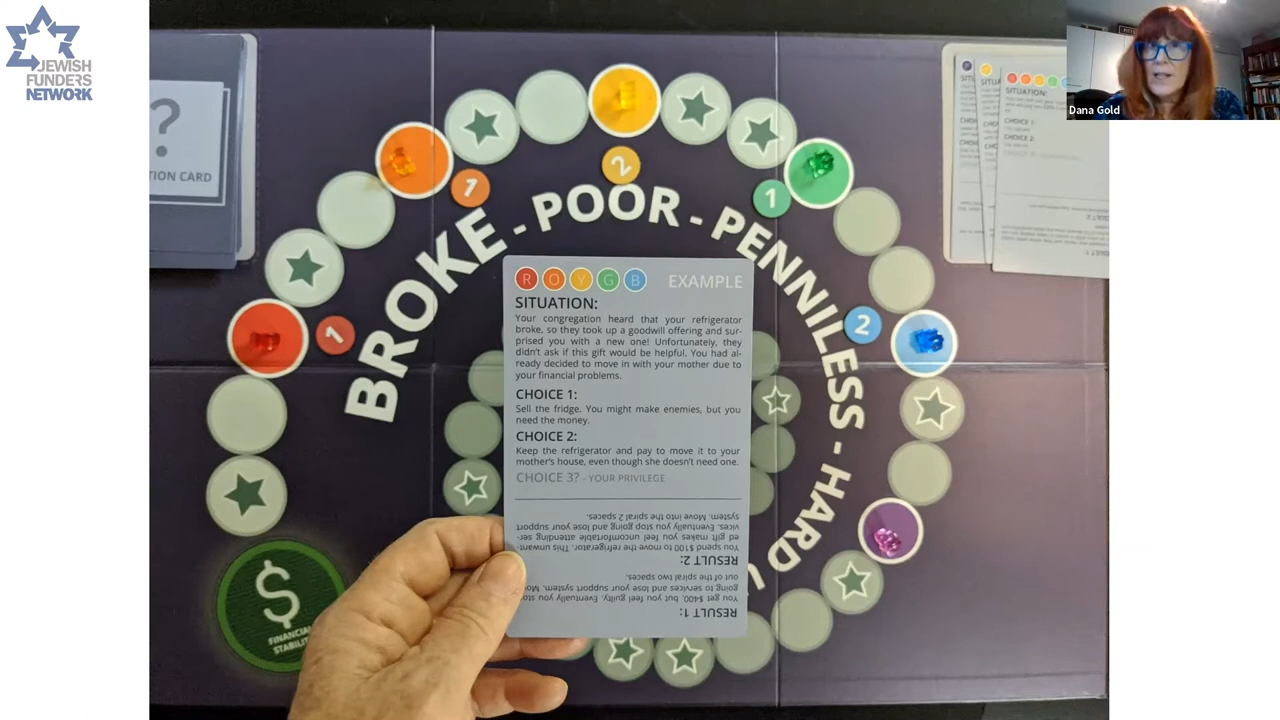 JEWISH
FUNDERS
NETWORK
Dana Gold
?
TION CARD
SITUATION:
CHOICE 1:
CHOICE 2:
1
2
1
1
2
BROKE - POOR - PENNILESS - HARD
$
FINANCIAL
R O Y G B EXAMPLE
SITUATION:
Your congregation heard that your refrigerator
broke, so they took up a goodwill offering and sur-
prised you with a new one! Unfortunately, they
didn't ask if this gift would be helpful. You had al-
ready decided to move in with your mother due to
your financial problems.
CHOICE 1:
Sell the fridge. You might make enemies, but you
need the money.
CHOICE 2:
Keep the refrigerator and pay to move it to your
mother's house, even though she doesn't need one.
CHOICE 3? - YOUR PRIVILEGE
RESULT 1:
You get $400, but you feel guilty. Eventually you
going to services and lose your support system.
out of the spiral two spaces.
RESULT 2:
You spend $100 to move the refrigerator. This unwant-
ed gift makes you feel uncomfortable attending ser-
vices. Eventually you stop going and lose your support
system. Move into the spiral 2 spaces.